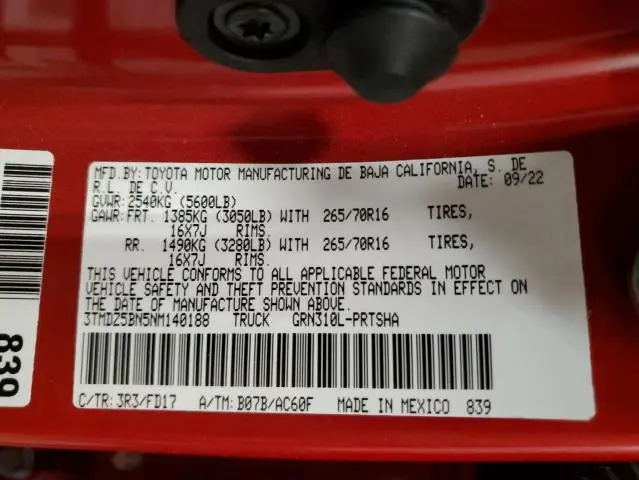 MFD.BY: TOYOTA MOTOR MANUFACTURING DE BAJA CALIFORNIA, S. DE
R.L. DE C.V. DATE: 09/22
GVWR: 2540KG (5600LB)
GAWR: FRT. 1385KG (3050LB) WITH 265/70R16 TIRES,
16X7J RIMS.
RR. 1490KG (3280LB) WITH 265/70R16 TIRES,
16X7J RIMS.
THIS VEHICLE CONFORMS TO ALL APPLICABLE FEDERAL MOTOR
VEHICLE SAFETY AND THEFT PREVENTION STANDARDS IN EFFECT ON
THE DATE OF MANUFACTURE SHOWN ABOVE.
3TMDZ5BN5NM140188 TRUCK GRN310L-PRTSHA
C/TR: 3R3/FD17 A/TM: B07B/AC60F MADE IN MEXICO 839
839